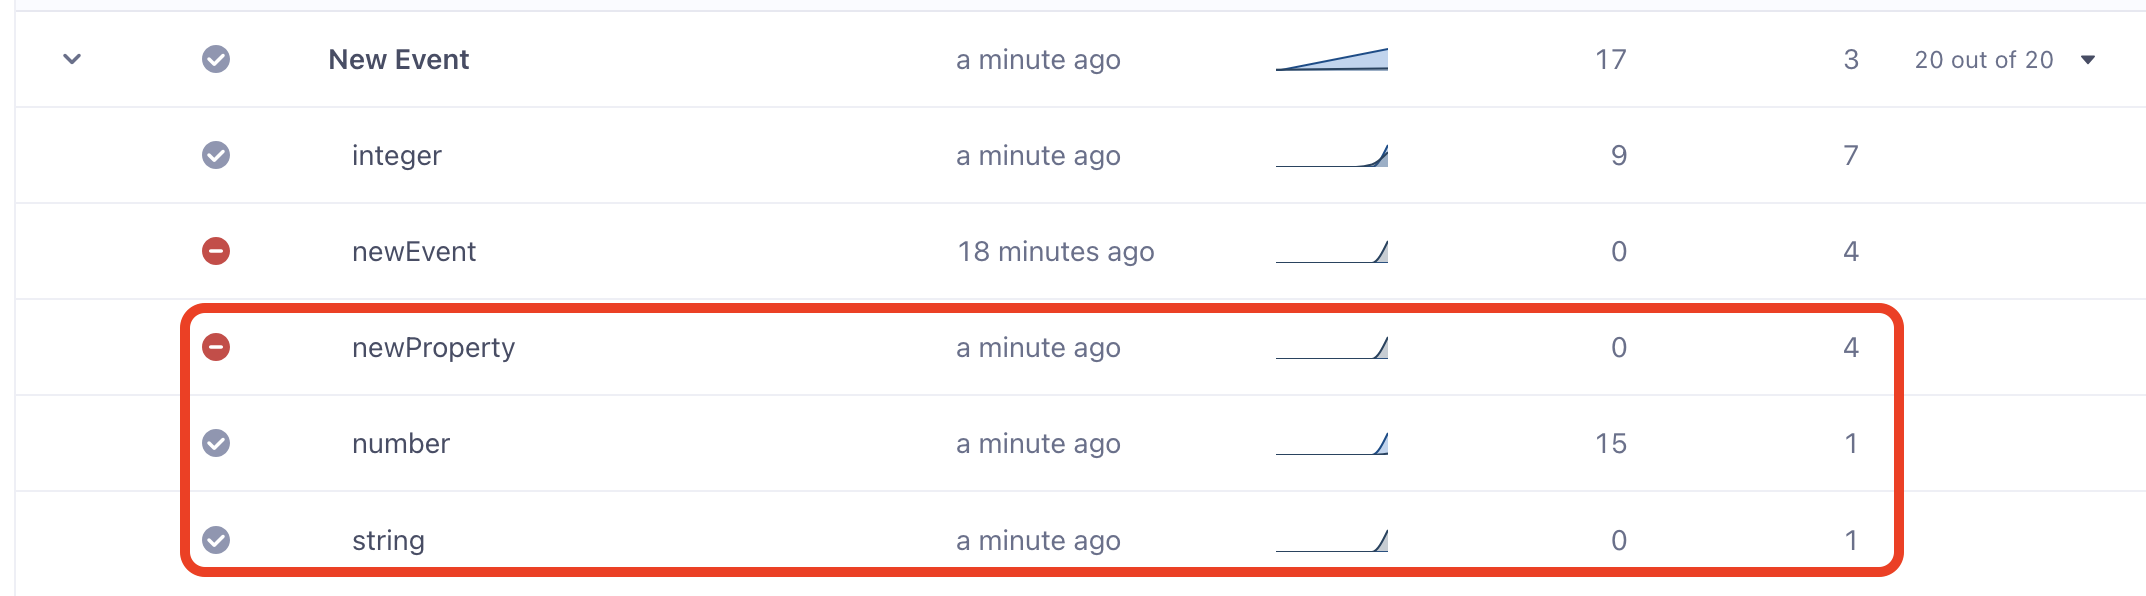 New Event a minute ago 17 3 20 out of 20
integer a minute ago 9 7
newEvent 18 minutes ago 0 4
newProperty a minute ago 0 4
number a minute ago 15 1
string a minute ago 0 1